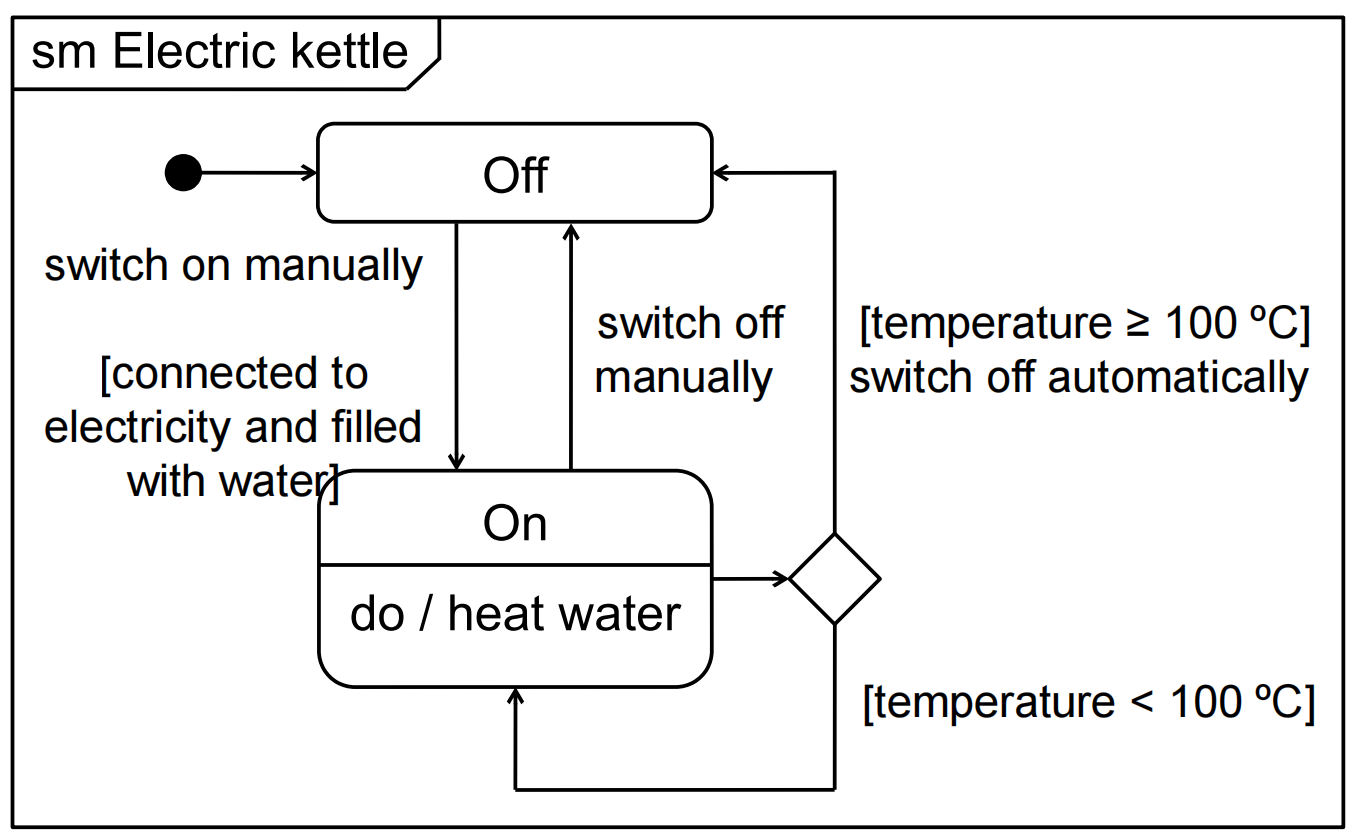 sm Electric kettle
Off
switch on manually
[connected to
electricity and filled
with water]
switch off
manually
[temperature ≥ 100 ºC]
switch off automatically
On
do / heat water
[temperature < 100 ºC]